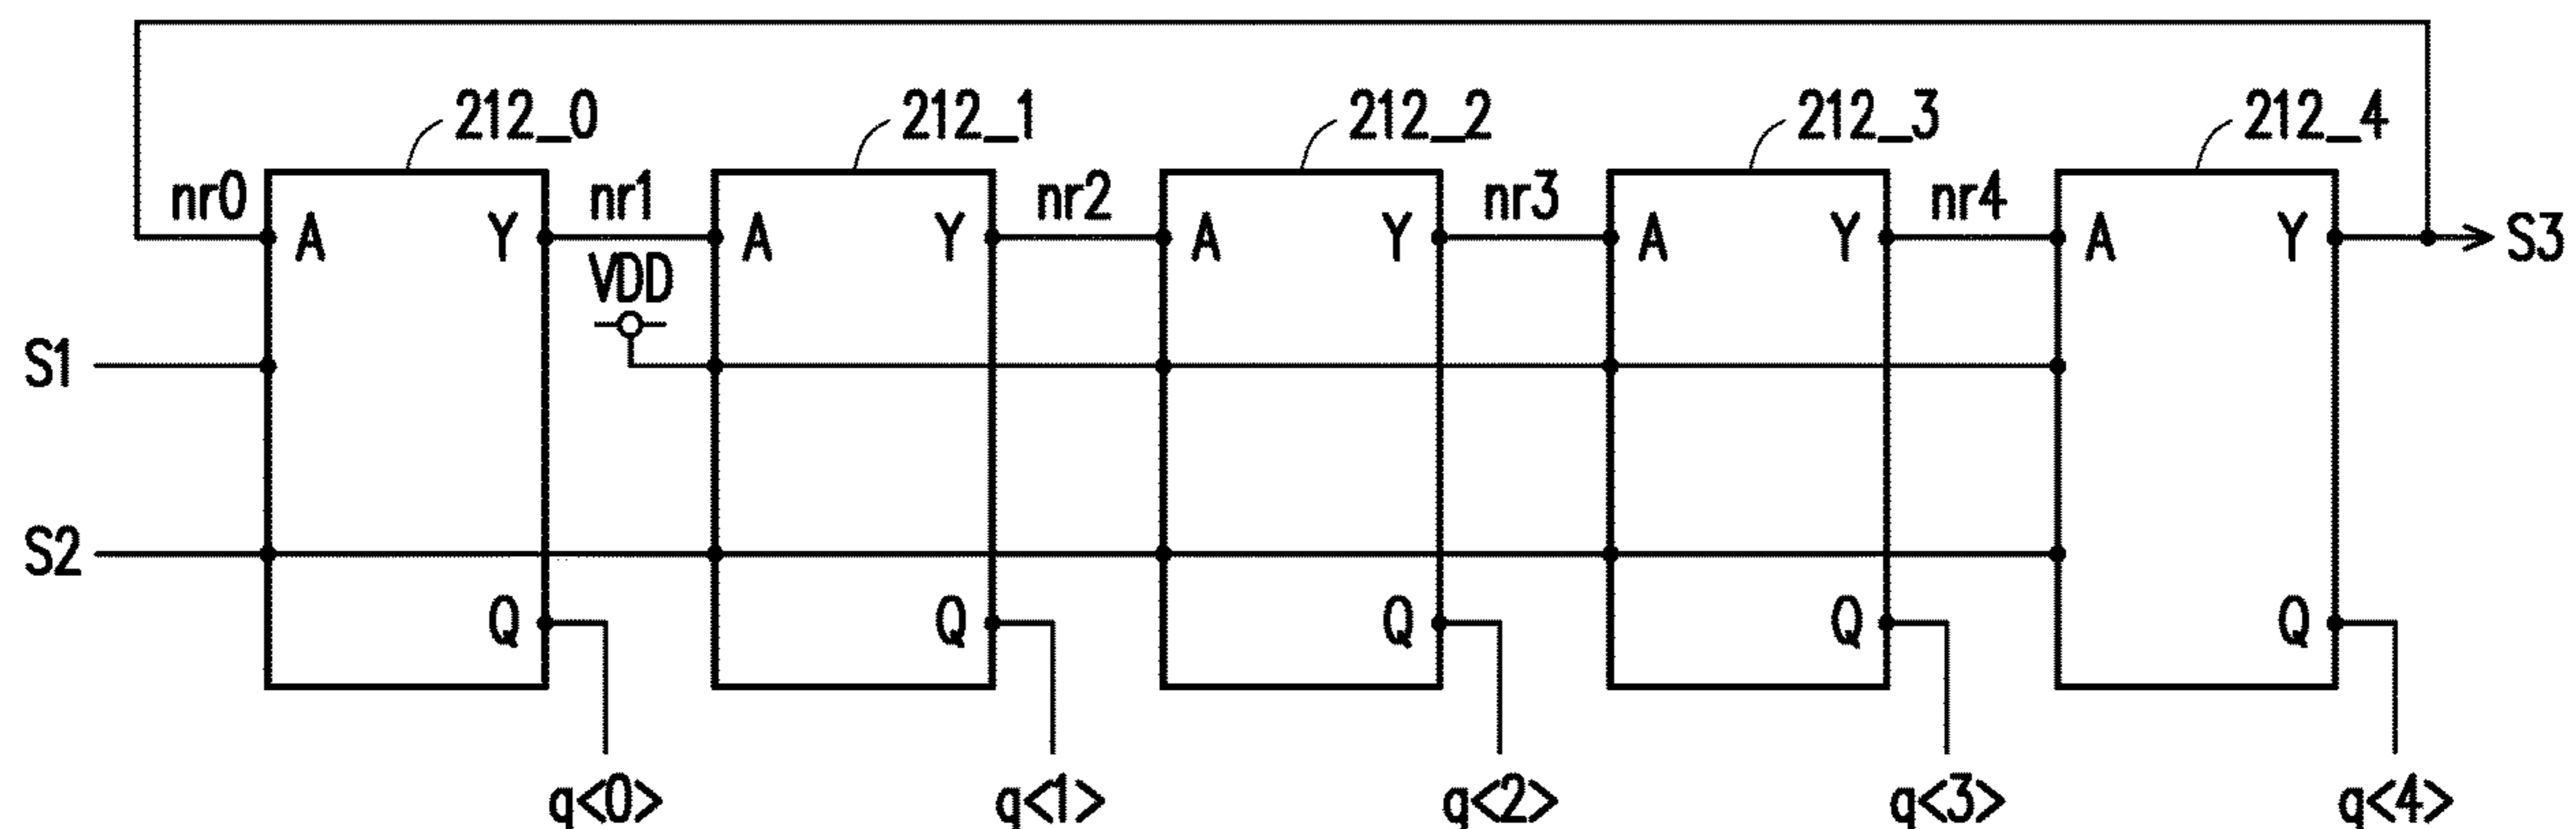 212_0 212_1 212_2 212_3 212_4
nr0 nr1 nr2 nr3 nr4
A Y A Y A Y A Y A Y S3
VDD
S1
S2
Q Q Q Q Q
q<0> q<1> q<2> q<3> q<4>